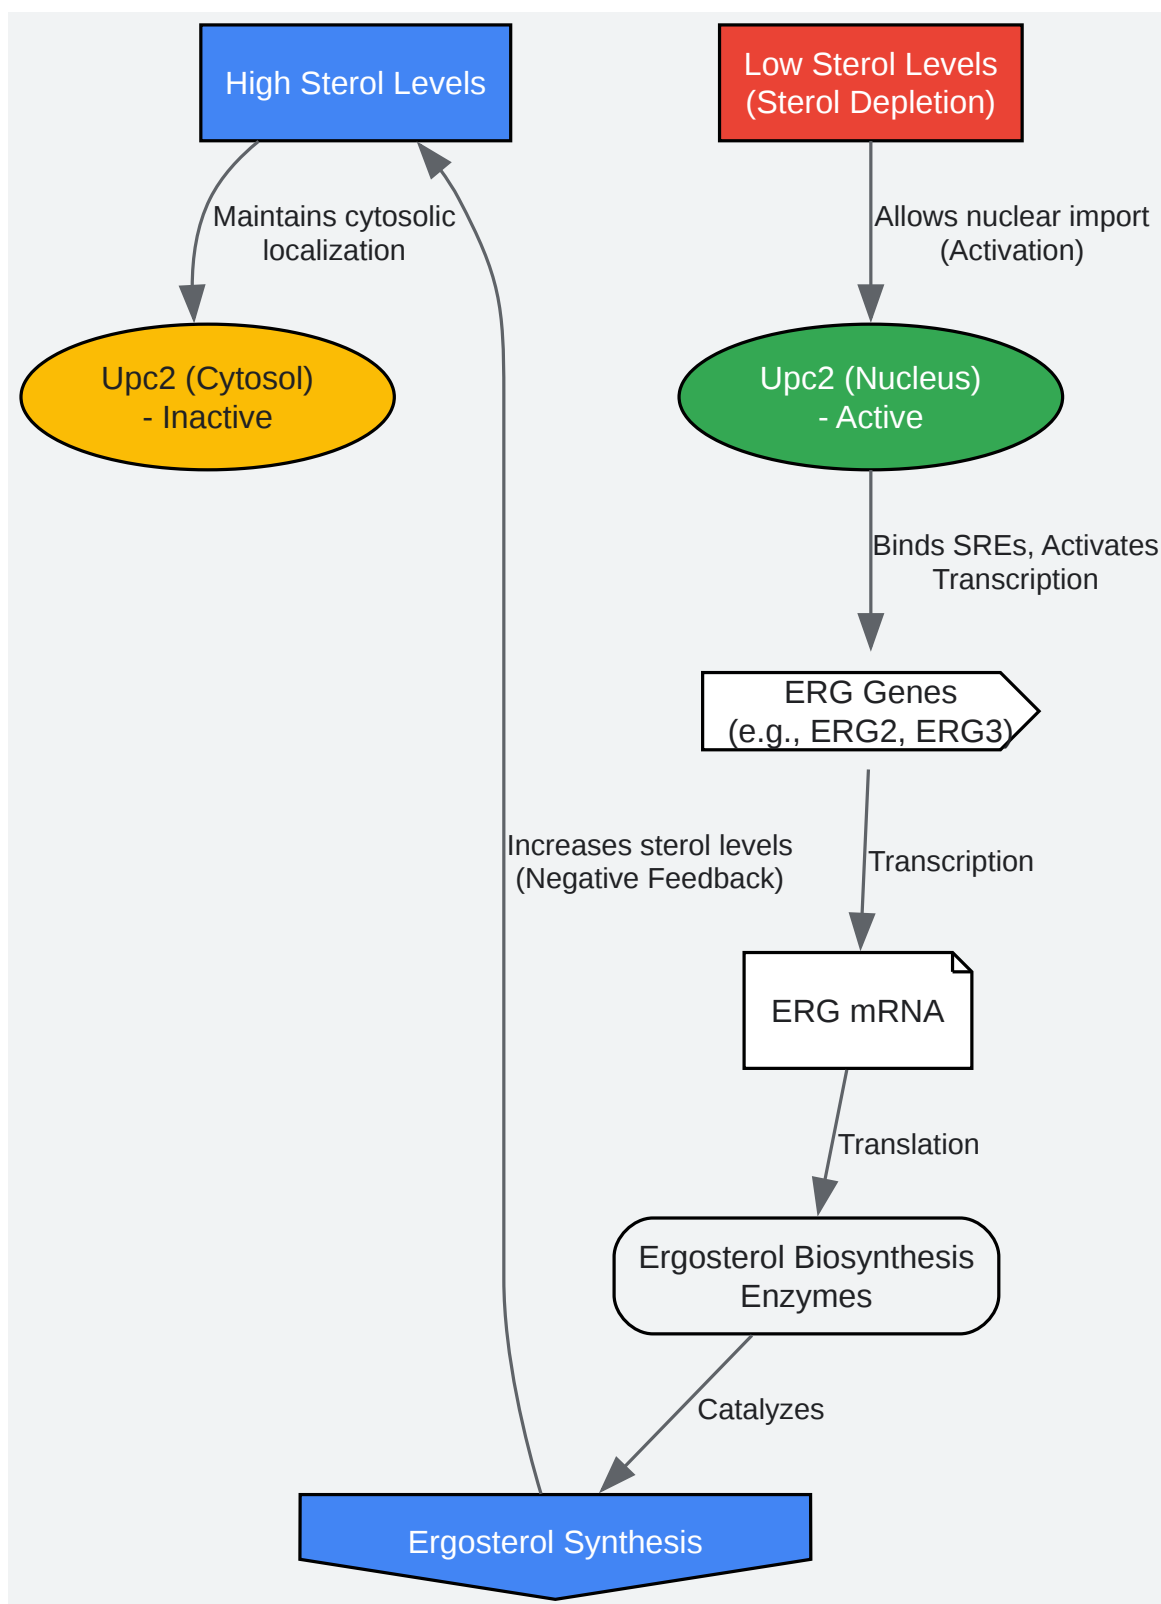 High Sterol Levels
Low Sterol Levels
(Sterol Depletion)
Maintains cytosolic
localization
Allows nuclear import
(Activation)
Upc2 (Cytosol)
- Inactive
Upc2 (Nucleus)
- Active
Binds SREs, Activates
Transcription
ERG Genes
(e.g., ERG2, ERG3)
Increases sterol levels
(Negative Feedback)
Transcription
ERG mRNA
Translation
Ergosterol Biosynthesis
Enzymes
Catalyzes
Ergosterol Synthesis